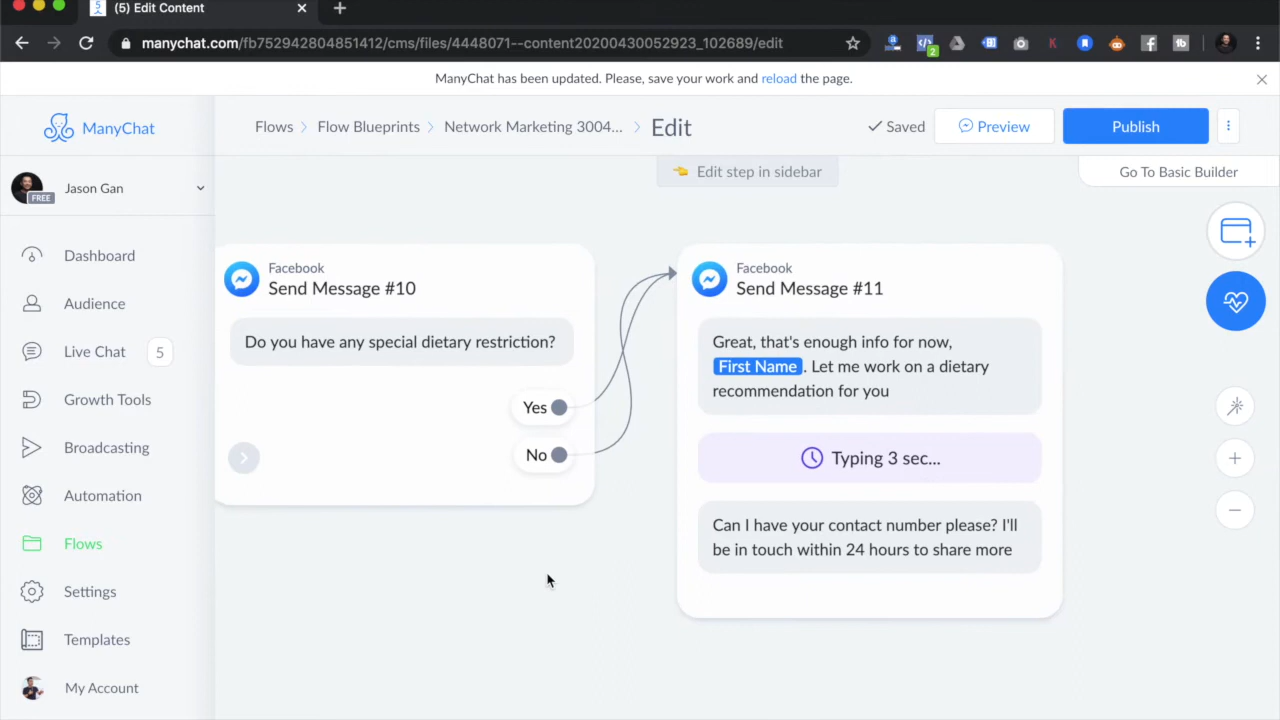 (5) Edit Content
manychat.com/fb752942804851412/cms/files/4448071--content20200430052923_102689/edit
2
ManyChat has been updated. Please, save your work and reload the page.
ManyChat
Flows
Flow Blueprints
Network Marketing 3004...
Edit
Saved
Preview
Publish
Jason Gan
FREE
Edit step in sidebar
Go To Basic Builder
Dashboard
Audience
Live Chat
5
Growth Tools
Broadcasting
Automation
Flows
Settings
Templates
My Account
Facebook
Send Message #10
Do you have any special dietary restriction?
Yes
No
Facebook
Send Message #11
Great, that's enough info for now,
First Name. Let me work on a dietary
recommendation for you
Typing 3 sec...
Can I have your contact number please? I'll
be in touch within 24 hours to share more